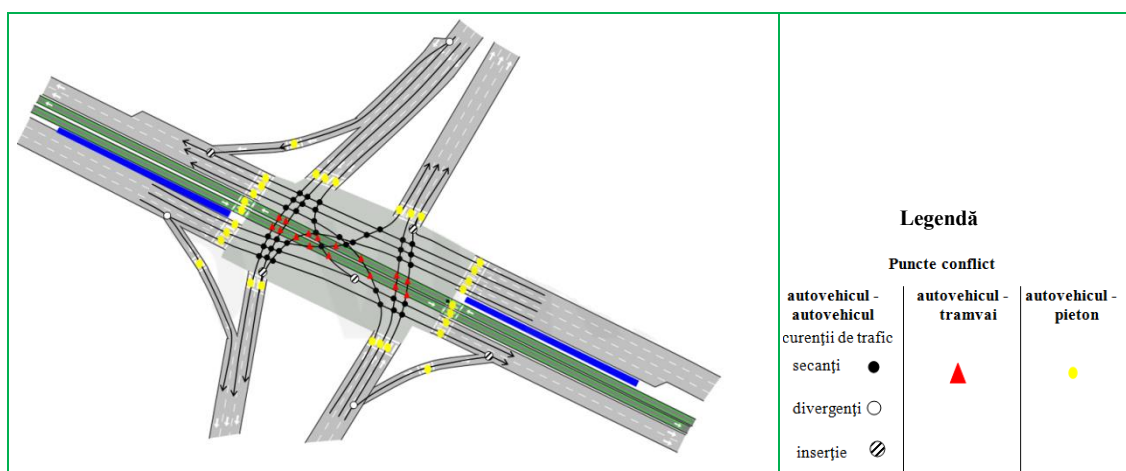 Legendă
Puncte conflict
autovehicul - autovehicul - autovehicul -
autovehicul tramvai pieton
curenții de trafic
secanți
divergenți
inserție